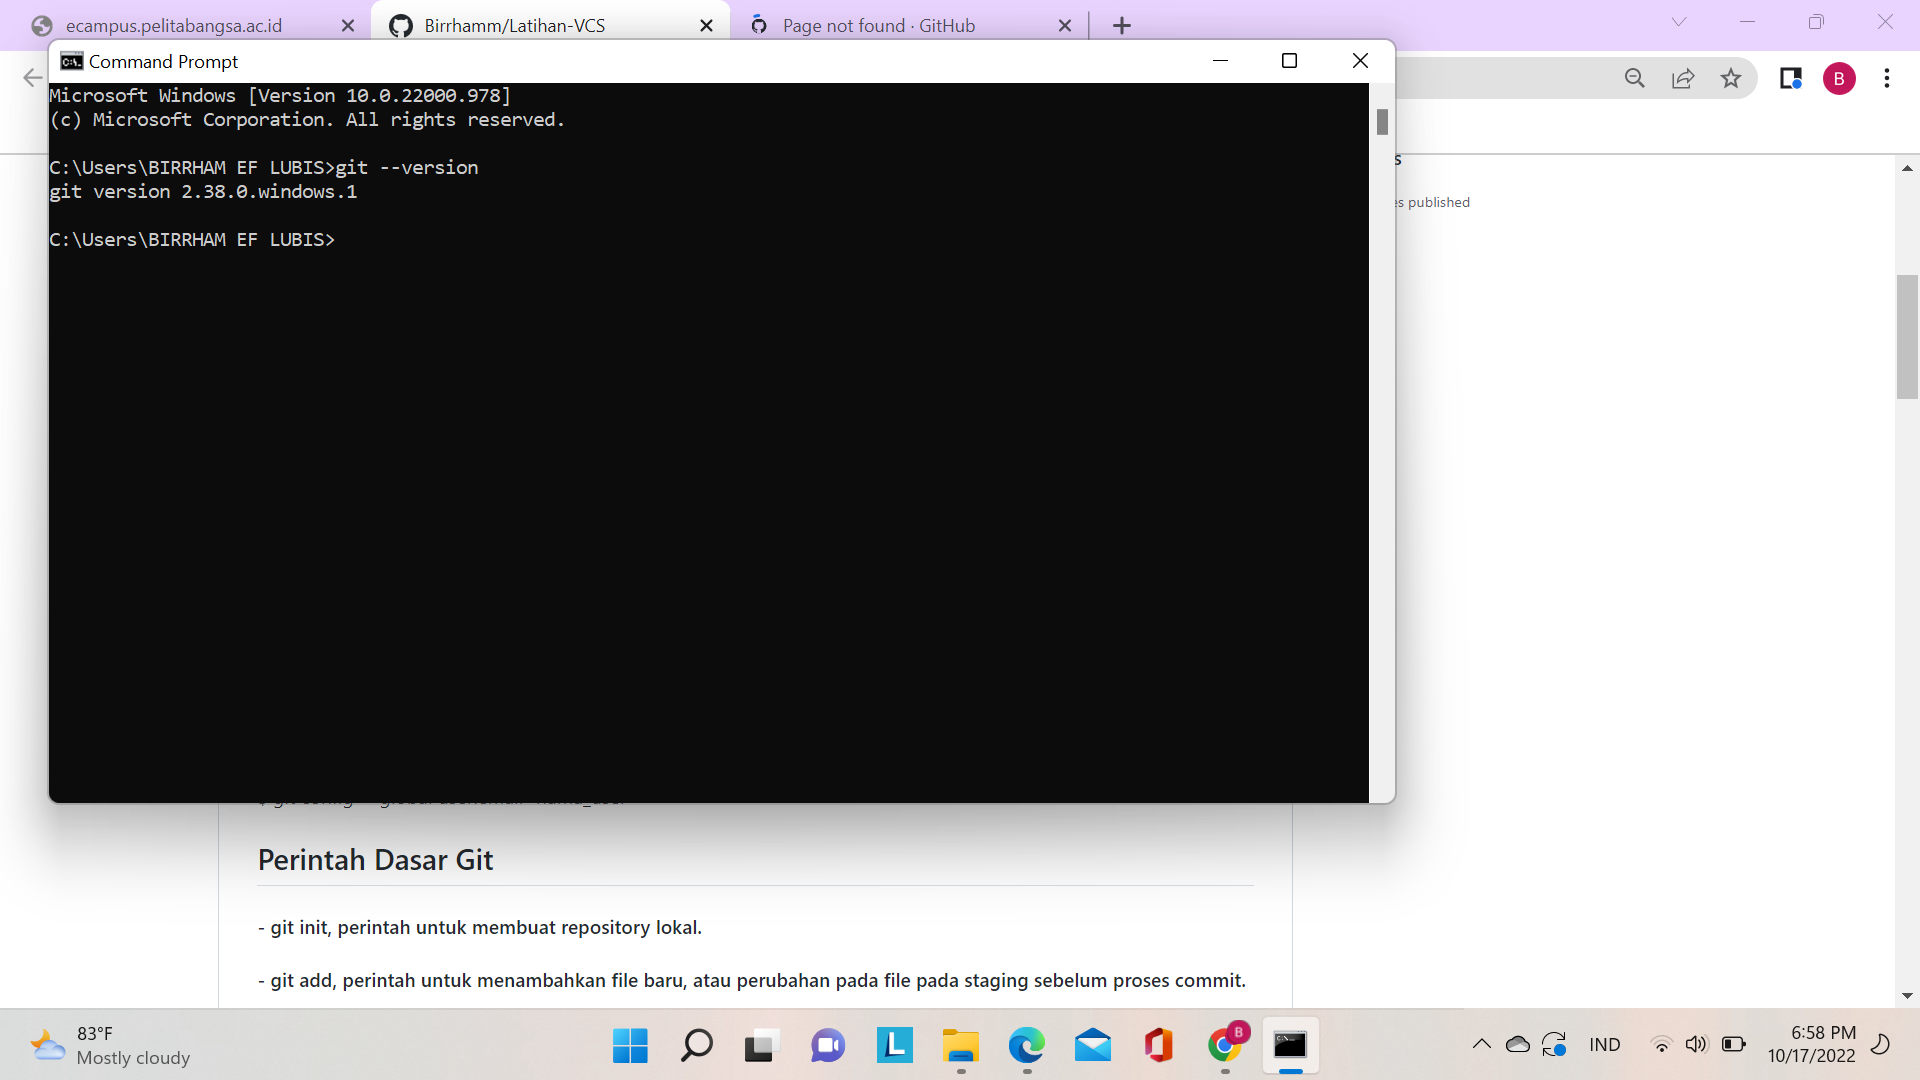 ecampus.pelitabangsa.ac.id
Birrhamm/Latihan-VCS
Page not found · GitHub
Command Prompt
B
Microsoft Windows [Version 10.0.22000.978]
(c) Microsoft Corporation. All rights reserved.
C:\Users\BIRRHAM EF LUBIS>git --version
git version 2.38.0.windows.1
C:\Users\BIRRHAM EF LUBIS>
published
Perintah Dasar Git
- git init, perintah untuk membuat repository lokal.
- git add, perintah untuk menambahkan file baru, atau perubahan pada file pada staging sebelum proses commit.
83°F
Mostly cloudy
L
B
IND
6:58 PM
10/17/2022